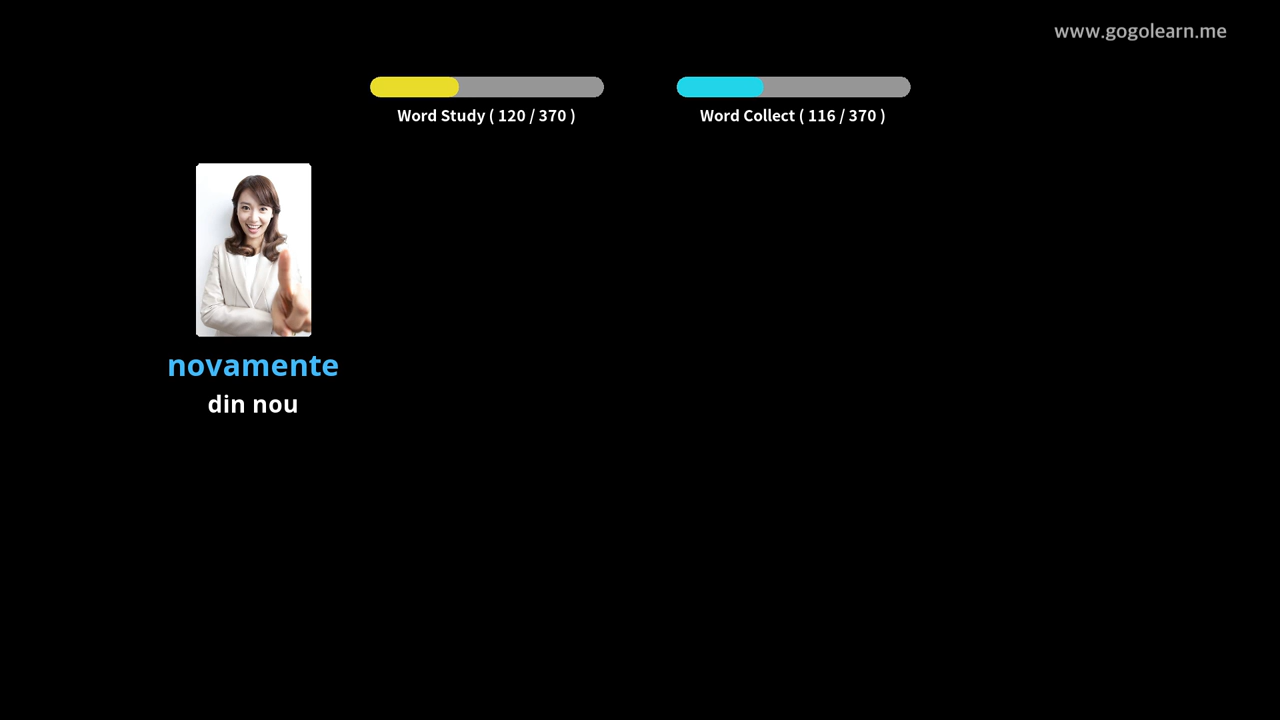 www.gogolearn.me
Word Study ( 120 / 370 )
Word Collect ( 116 / 370 )
novamente
din nou